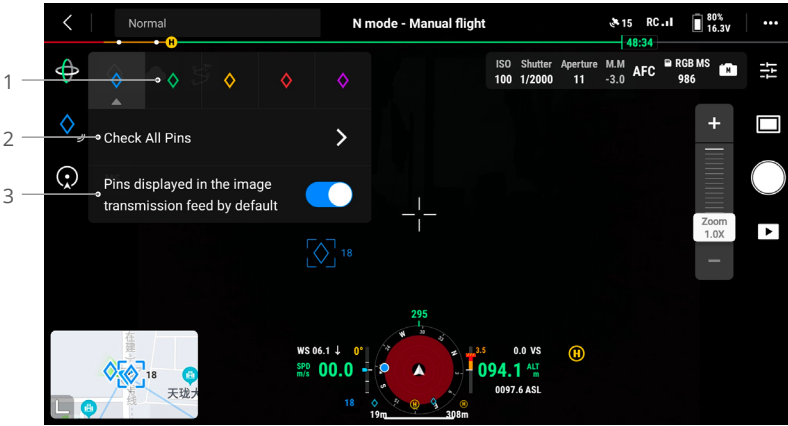 Normal
N mode - Manual flight
15
RC
80%
16.3V
48:34
H
ISO
100
Shutter
1/2000
Aperture
11
M.M
-3.0
AFC
RGB MS
986
M
1
2
Check All Pins
3
Pins displayed in the image
transmission feed by default
+
Zoom
1.0X
18
295
WS 06.1
0°
SPD
m/s
00.0
W
30
N
S
E
3.5
0.0 VS
094.1
ALT
m
0097.6 ASL
H
18
19m
H
308m
18
天珑大